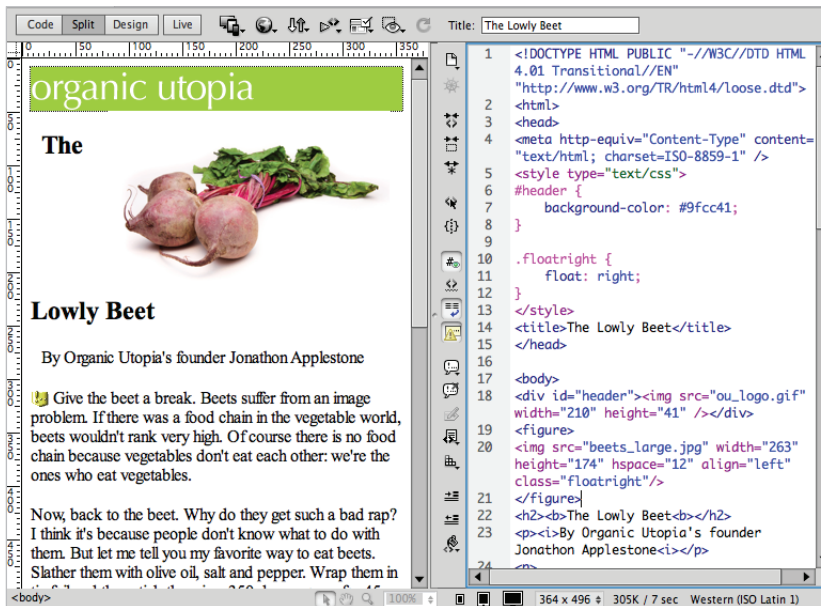 Code Split Design Live Title: The Lowly Beet
0 50 100 150 200 250 300 350
organic utopia
The
Lowly Beet
By Organic Utopia's founder Jonathon Applestone
Give the beet a break. Beets suffer from an image
problem. If there was a food chain in the vegetable world,
beets wouldn't rank very high. Of course there is no food
chain because vegetables don't eat each other: we're the
ones who eat vegetables.
Now, back to the beet. Why do they get such a bad rap?
I think it's because people don't know what to do with
them. But let me tell you my favorite way to eat beets.
Slather them with olive oil, salt and pepper. Wrap them in
1 <!DOCTYPE HTML PUBLIC "-//W3C//DTD HTML
4.01 Transitional//EN"
"http://www.w3.org/TR/html4/loose.dtd">
2 <html>
3 <head>
4 <meta http-equiv="Content-Type" content=
"text/html; charset=ISO-8859-1" />
5 <style type="text/css">
6 #header {
7 background-color: #9fcc41;
8 }
9
10 .floatright {
11 float: right;
12 }
13 </style>
14 <title>The Lowly Beet</title>
15 </head>
16
17 <body>
18 <div id="header"><img src="ou_logo.gif"
width="210" height="41" /></div>
19 <figure>
20 <img src="beets_large.jpg" width="263"
height="174" hspace="12" align="left"
class="floatright"/>
21 </figure>
22 <h2><b>The Lowly Beet<b></h2>
23 <p><i>By Organic Utopia's founder
Jonathon Applestone<i></p>
24 <p>
<body> 100% 364 x 496 305K / 7 sec Western (ISO Latin 1)